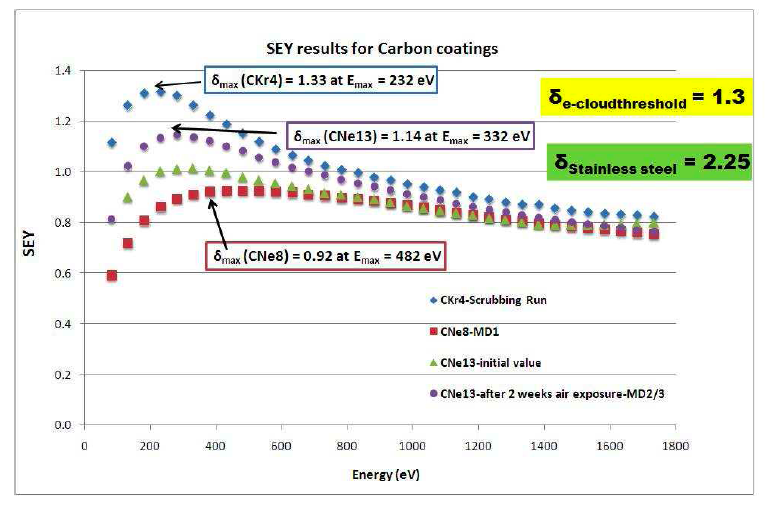 SEY results for Carbon coatings
1.4
1.2
1.0
0.8
0.6
0.4
0.2
0.0
SEY
δmax (CKr4) = 1.33 at Emax = 232 eV
δe-cloudthreshold = 1.3
δmax (CNe13) = 1.14 at Emax = 332 eV
δStainless steel = 2.25
δmax (CNe8) = 0.92 at Emax = 482 eV
CKr4-Scrubbing Run
CNe8-MD1
CNe13-initial value
CNe13-after 2 weeks air exposure-MD2/3
0 200 400 600 800 1000 1200 1400 1600 1800
Energy (eV)